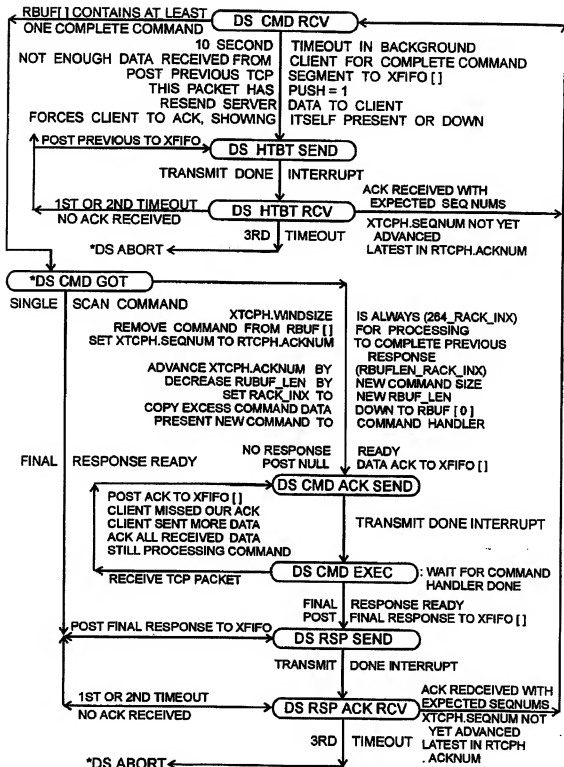 RBUF[ ] CONTAINS AT LEAST
ONE COMPLETE COMMAND
DS CMD RCV
10 SECOND TIMEOUT IN BACKGROUND
NOT ENOUGH DATA RECEIVED FROM CLIENT FOR COMPLETE COMMAND
POST PREVIOUS TCP SEGMENT TO XFIFO [ ]
THIS PACKET HAS PUSH = 1
RESEND SERVER DATA TO CLIENT
FORCES CLIENT TO ACK, SHOWING ITSELF PRESENT OR DOWN
POST PREVIOUS TO XFIFO
DS HTBT SEND
TRANSMIT DONE INTERRUPT
1ST OR 2ND TIMEOUT
NO ACK RECEIVED
DS HTBT RCV
ACK RECEIVED WITH
EXPECTED SEQ NUMS
XTCPH.SEQNUM NOT YET
ADVANCED
LATEST IN RTCPH.ACKNUM
3RD TIMEOUT
*DS ABORT
*DS CMD GOT
SINGLE SCAN COMMAND
XTCPH.WINDSIZE IS ALWAYS (264_RACK_INX)
REMOVE COMMAND FROM RBUF [ ] FOR PROCESSING
SET XTCPH.SEQNUM TO RTCPH.ACKNUM TO COMPLETE PREVIOUS
RESPONSE
ADVANCE XTCPH.ACKNUM BY (RBUFLEN_RACK_INX)
DECREASE RUBUF_LEN BY NEW COMMAND SIZE
SET RACK_INX TO NEW RBUF_LEN
COPY EXCESS COMMAND DATA DOWN TO RBUF [ 0 ]
PRESENT NEW COMMAND TO COMMAND HANDLER
NO RESPONSE READY
POST NULL DATA ACK TO XFIFO [ ]
FINAL RESPONSE READY
DS CMD ACK SEND
POST ACK TO XFIFO [ ]
CLIENT MISSED OUR ACK
CLIENT SENT MORE DATA
ACK ALL RECEIVED DATA
STILL PROCESSING COMMAND
TRANSMIT DONE INTERRUPT
RECEIVE TCP PACKET
DS CMD EXEC
: WAIT FOR COMMAND
HANDLER DONE
FINAL RESPONSE READY
POST FINAL RESPONSE TO XFIFO [ ]
POST FINAL RESPONSE TO XFIFO
DS RSP SEND
TRANSMIT DONE INTERRUPT
1ST OR 2ND TIMEOUT
NO ACK RECEIVED
DS RSP ACK RCV
ACK REDCEIVED WITH
EXPECTED SEQNUMS
XTCPH.SEQNUM NOT
YET ADVANCED
LATEST IN RTCPH
. ACKNUM
3RD TIMEOUT
*DS ABORT